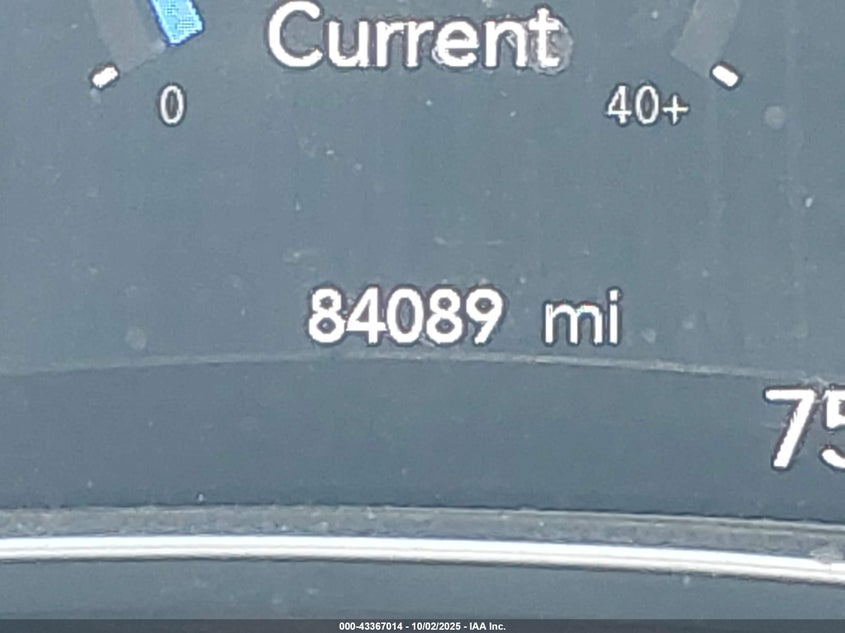 Current
0 40+
84089 mi
75
000-43367014 - 10/02/2025 - IAA Inc.